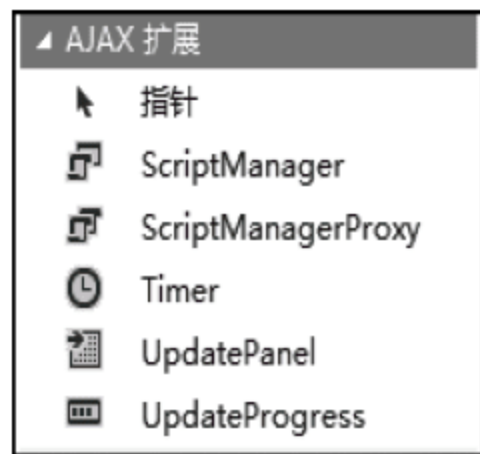 AJAX 扩展
指针
ScriptManager
ScriptManagerProxy
Timer
UpdatePanel
UpdateProgress